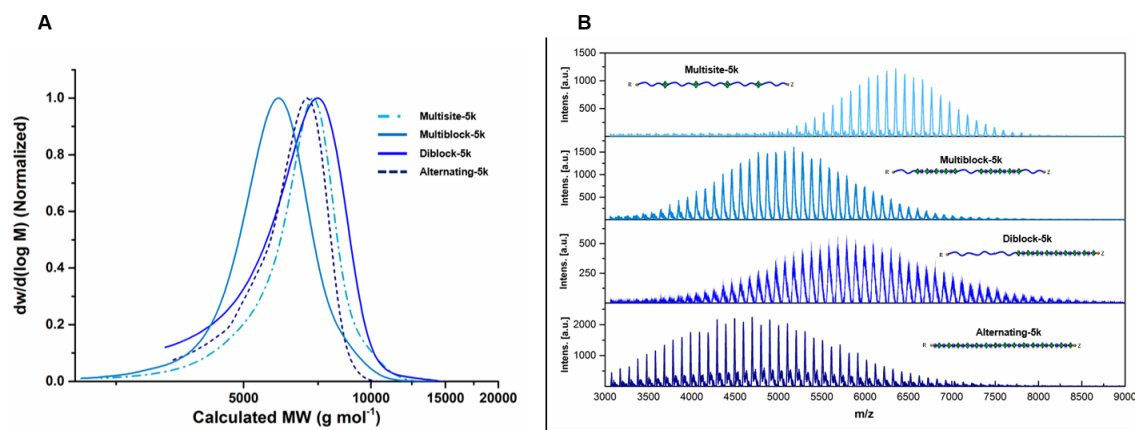 A
dw/d(log M) (Normalized)
1.0
0.8
0.6
0.4
0.2
0.0
Multisite-5k
Multiblock-5k
Diblock-5k
Alternating-5k
5000
10000
15000
20000
Calculated MW (g mol⁻¹)
B
Intens. [a.u.]
1500
1000
500
Multisite-5k
R
Z
Intens. [a.u.]
1500
1000
500
Multiblock-5k
R
Z
Intens. [a.u.]
500
250
Diblock-5k
R
Z
Intens. [a.u.]
2000
1000
Alternating-5k
R
Z
3000 3500 4000 4500 5000 5500 6000 6500 7000 7500 8000 8500 9000
m/z